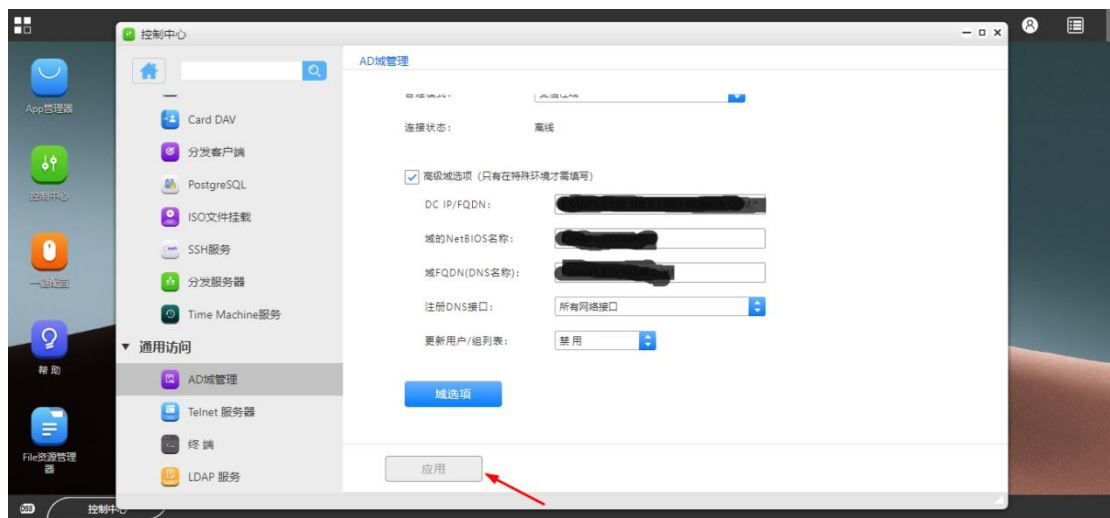 控制中心
App管理器
控制中心
一键配置
帮 助
File资源管理
器
Card DAV
分发客户端
PostgreSQL
ISO文件挂载
SSH服务
分发服务器
Time Machine服务
通用访问
AD域管理
Telnet 服务器
终 端
LDAP 服务
AD域管理
管理模式:
连接状态:
离线
高级域选项 (只有在特殊环境才需填写)
DC IP/FQDN:
域的NetBIOS名称:
域FQDN(DNS名称):
注册DNS接口:
所有网络接口
更新用户/组列表:
禁 用
域选项
应用
控制中心